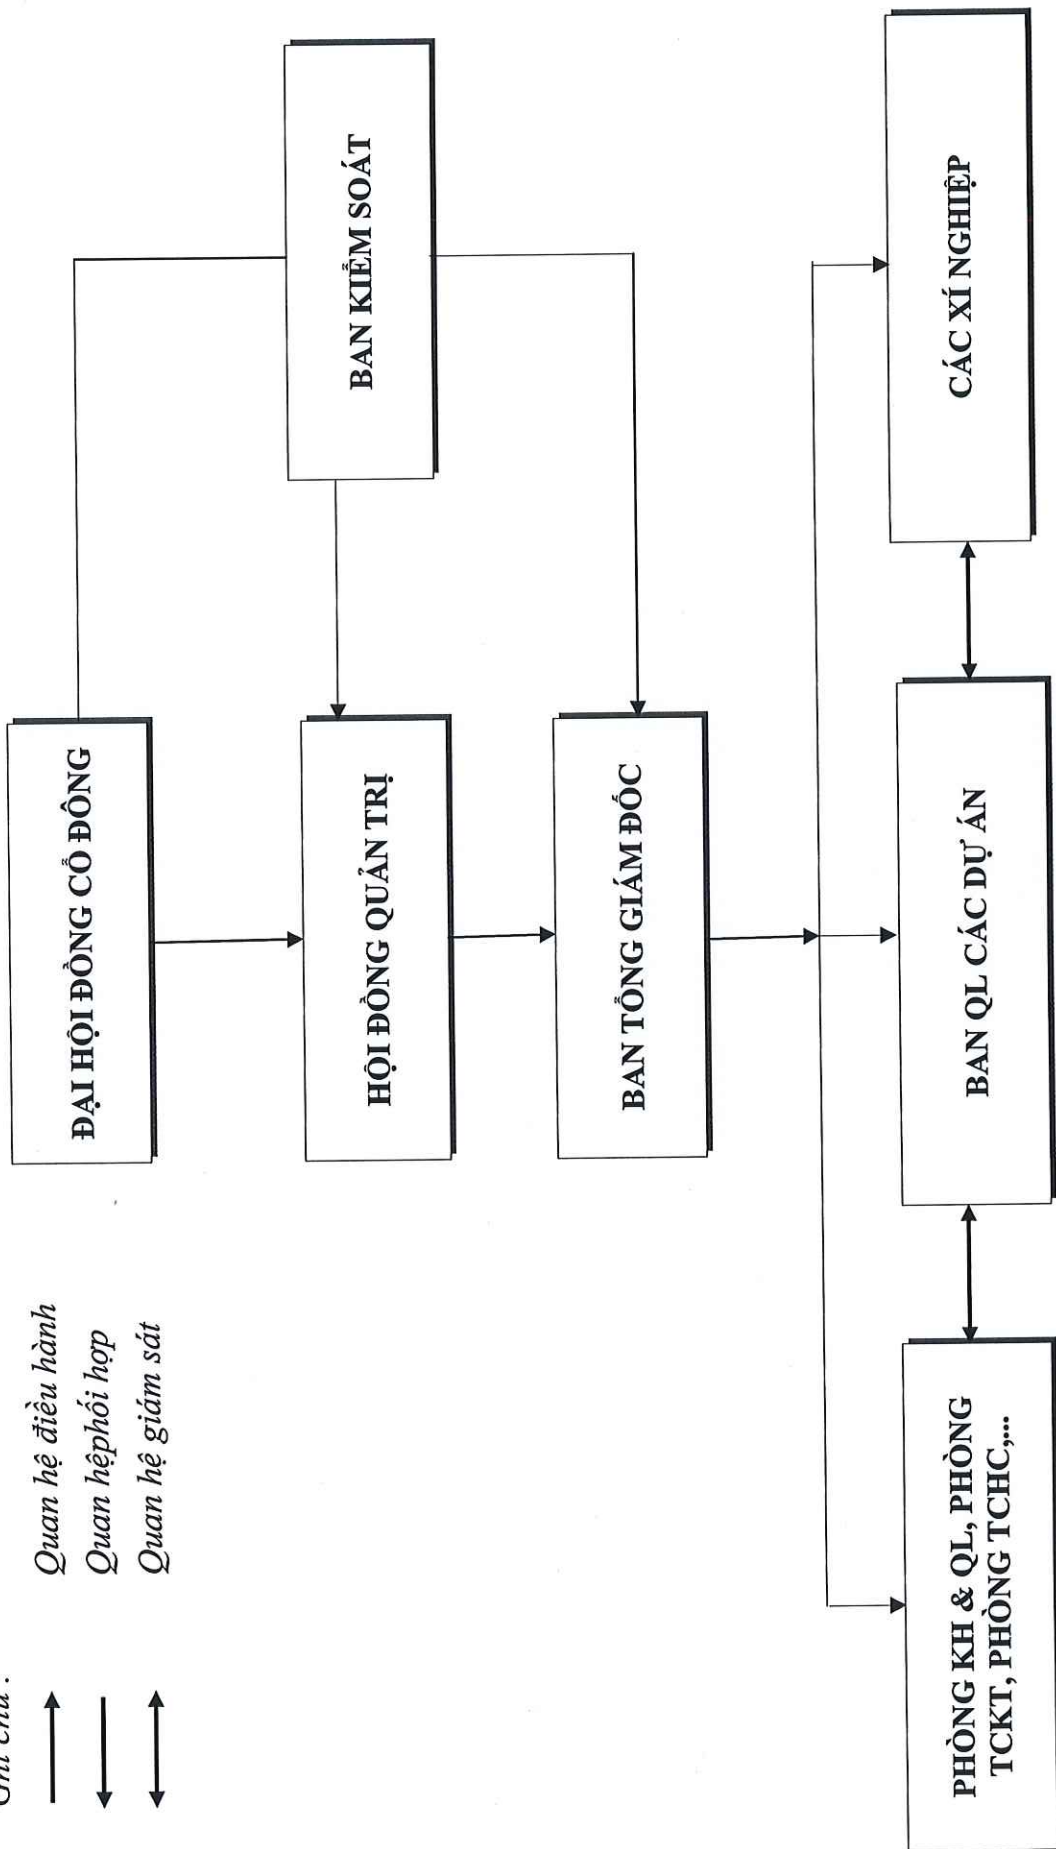 Ghi chú :
Quan hệ điều hành
Quan hệphối hợp
Quan hệ giám sát
ĐẠI HỘI ĐỒNG CỔ ĐÔNG
BAN KIỂM SOÁT
HỘI ĐỒNG QUẢN TRỊ
BAN TỔNG GIÁM ĐỐC
PHÒNG KH & QL, PHÒNG
TCKT, PHÒNG TCHC,...
BAN QL CÁC DỰ ÁN
CÁC XÍ NGHIỆP